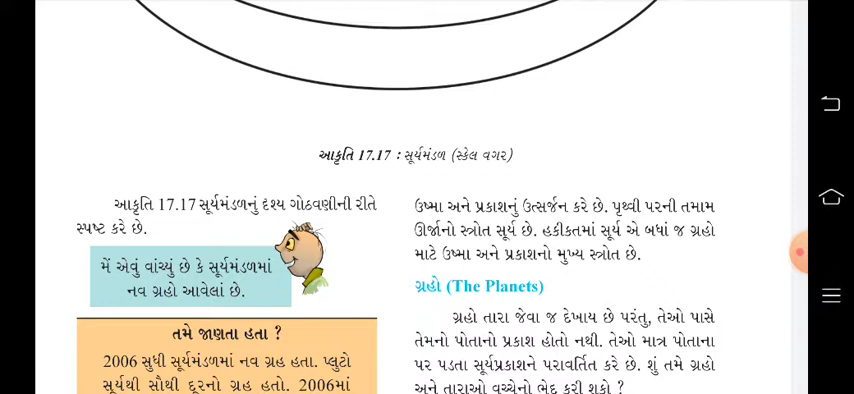 આકૃતિ 17.17 : સૂર્યમંડળ (સ્કેલ વગર)
આકૃતિ 17.17 સૂર્યમંડળનું દશ્ય ગોઠવણીની રીતે
સ્પષ્ટ કરે છે.
મેં એવું વાંચ્યું છે કે સૂર્યમંડળમાં
નવ ગ્રહો આવેલાં છે.
તમે જાણતા હતા ?
2006 સુધી સૂર્યમંડળમાં નવ ગ્રહ હતા. પ્લુટો
સૂર્યથી સૌથી દૂરનો ગ્રહ હતો. 2006માં
ઉષ્મા અને પ્રકાશનું ઉત્સર્જન કરે છે. પૃથ્વી પરની તમામ
ઊર્જાનો સ્ત્રોત સૂર્ય છે. હકીકતમાં સૂર્ય એ બધાં જ ગ્રહો
માટે ઉષ્મા અને પ્રકાશનો મુખ્ય સ્ત્રોત છે.
ગ્રહો (The Planets)
ગ્રહો તારા જેવા જ દેખાય છે પરંતુ, તેઓ પાસે
તેમનો પોતાનો પ્રકાશ હોતો નથી. તેઓ માત્ર પોતાના
પર પડતા સૂર્યપ્રકાશને પરાવર્તિત કરે છે. શું તમે ગ્રહો
અને તારાઓ વચ્ચેનો ભેદ કરી શકો ?